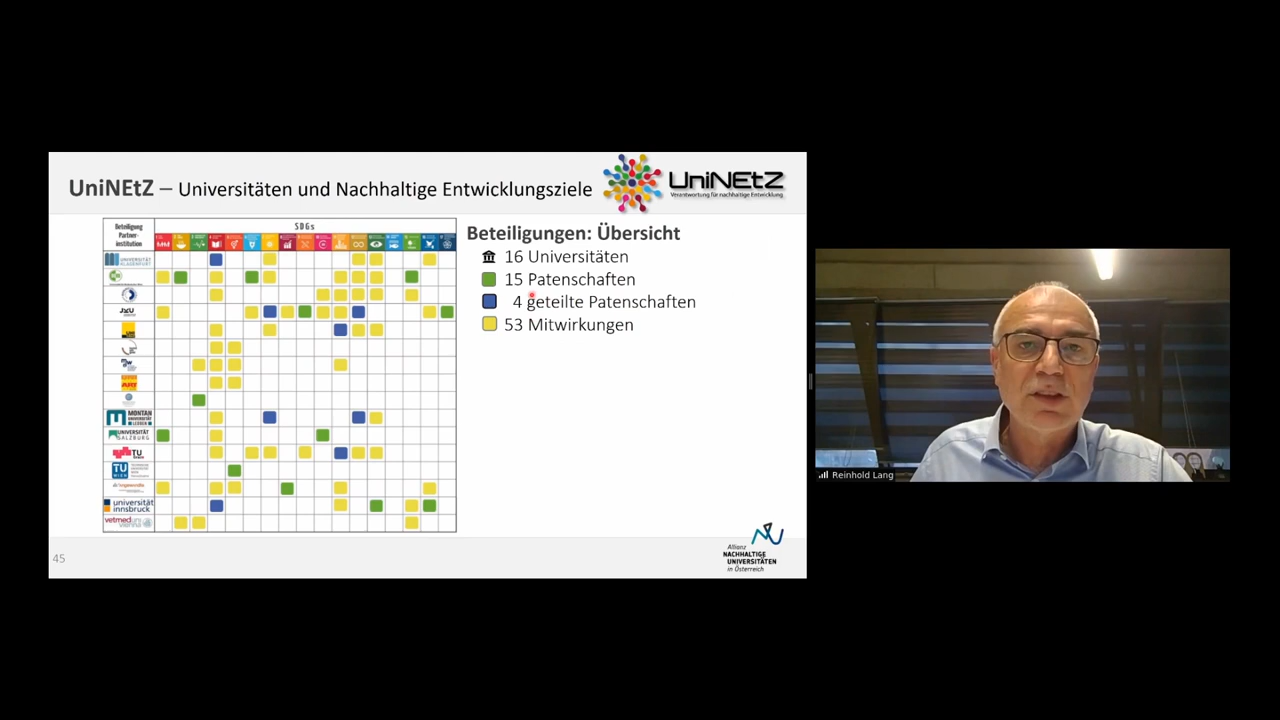 UniNEtZ – Universitäten und Nachhaltige Entwicklungsziele
UniNEtZ
Verantwortung für nachhaltige Entwicklung
Beteiligung
Partner-
institution
SDGs
Beteiligungen: Übersicht
16 Universitäten
15 Patenschaften
4 geteilte Patenschaften
53 Mitwirkungen
UNIVERSITÄT
KLAGENFURT
JKU
MONTAN
UNIVERSITÄT
LEOBEN
UNIVERSITÄT
SALZBURG
TU
TU
WIEN
universität
innsbruck
vetmeduni
vienna
45
Allianz
NACHHALTIGE
UNIVERSITÄTEN
in Österreich
Reinhold Lang